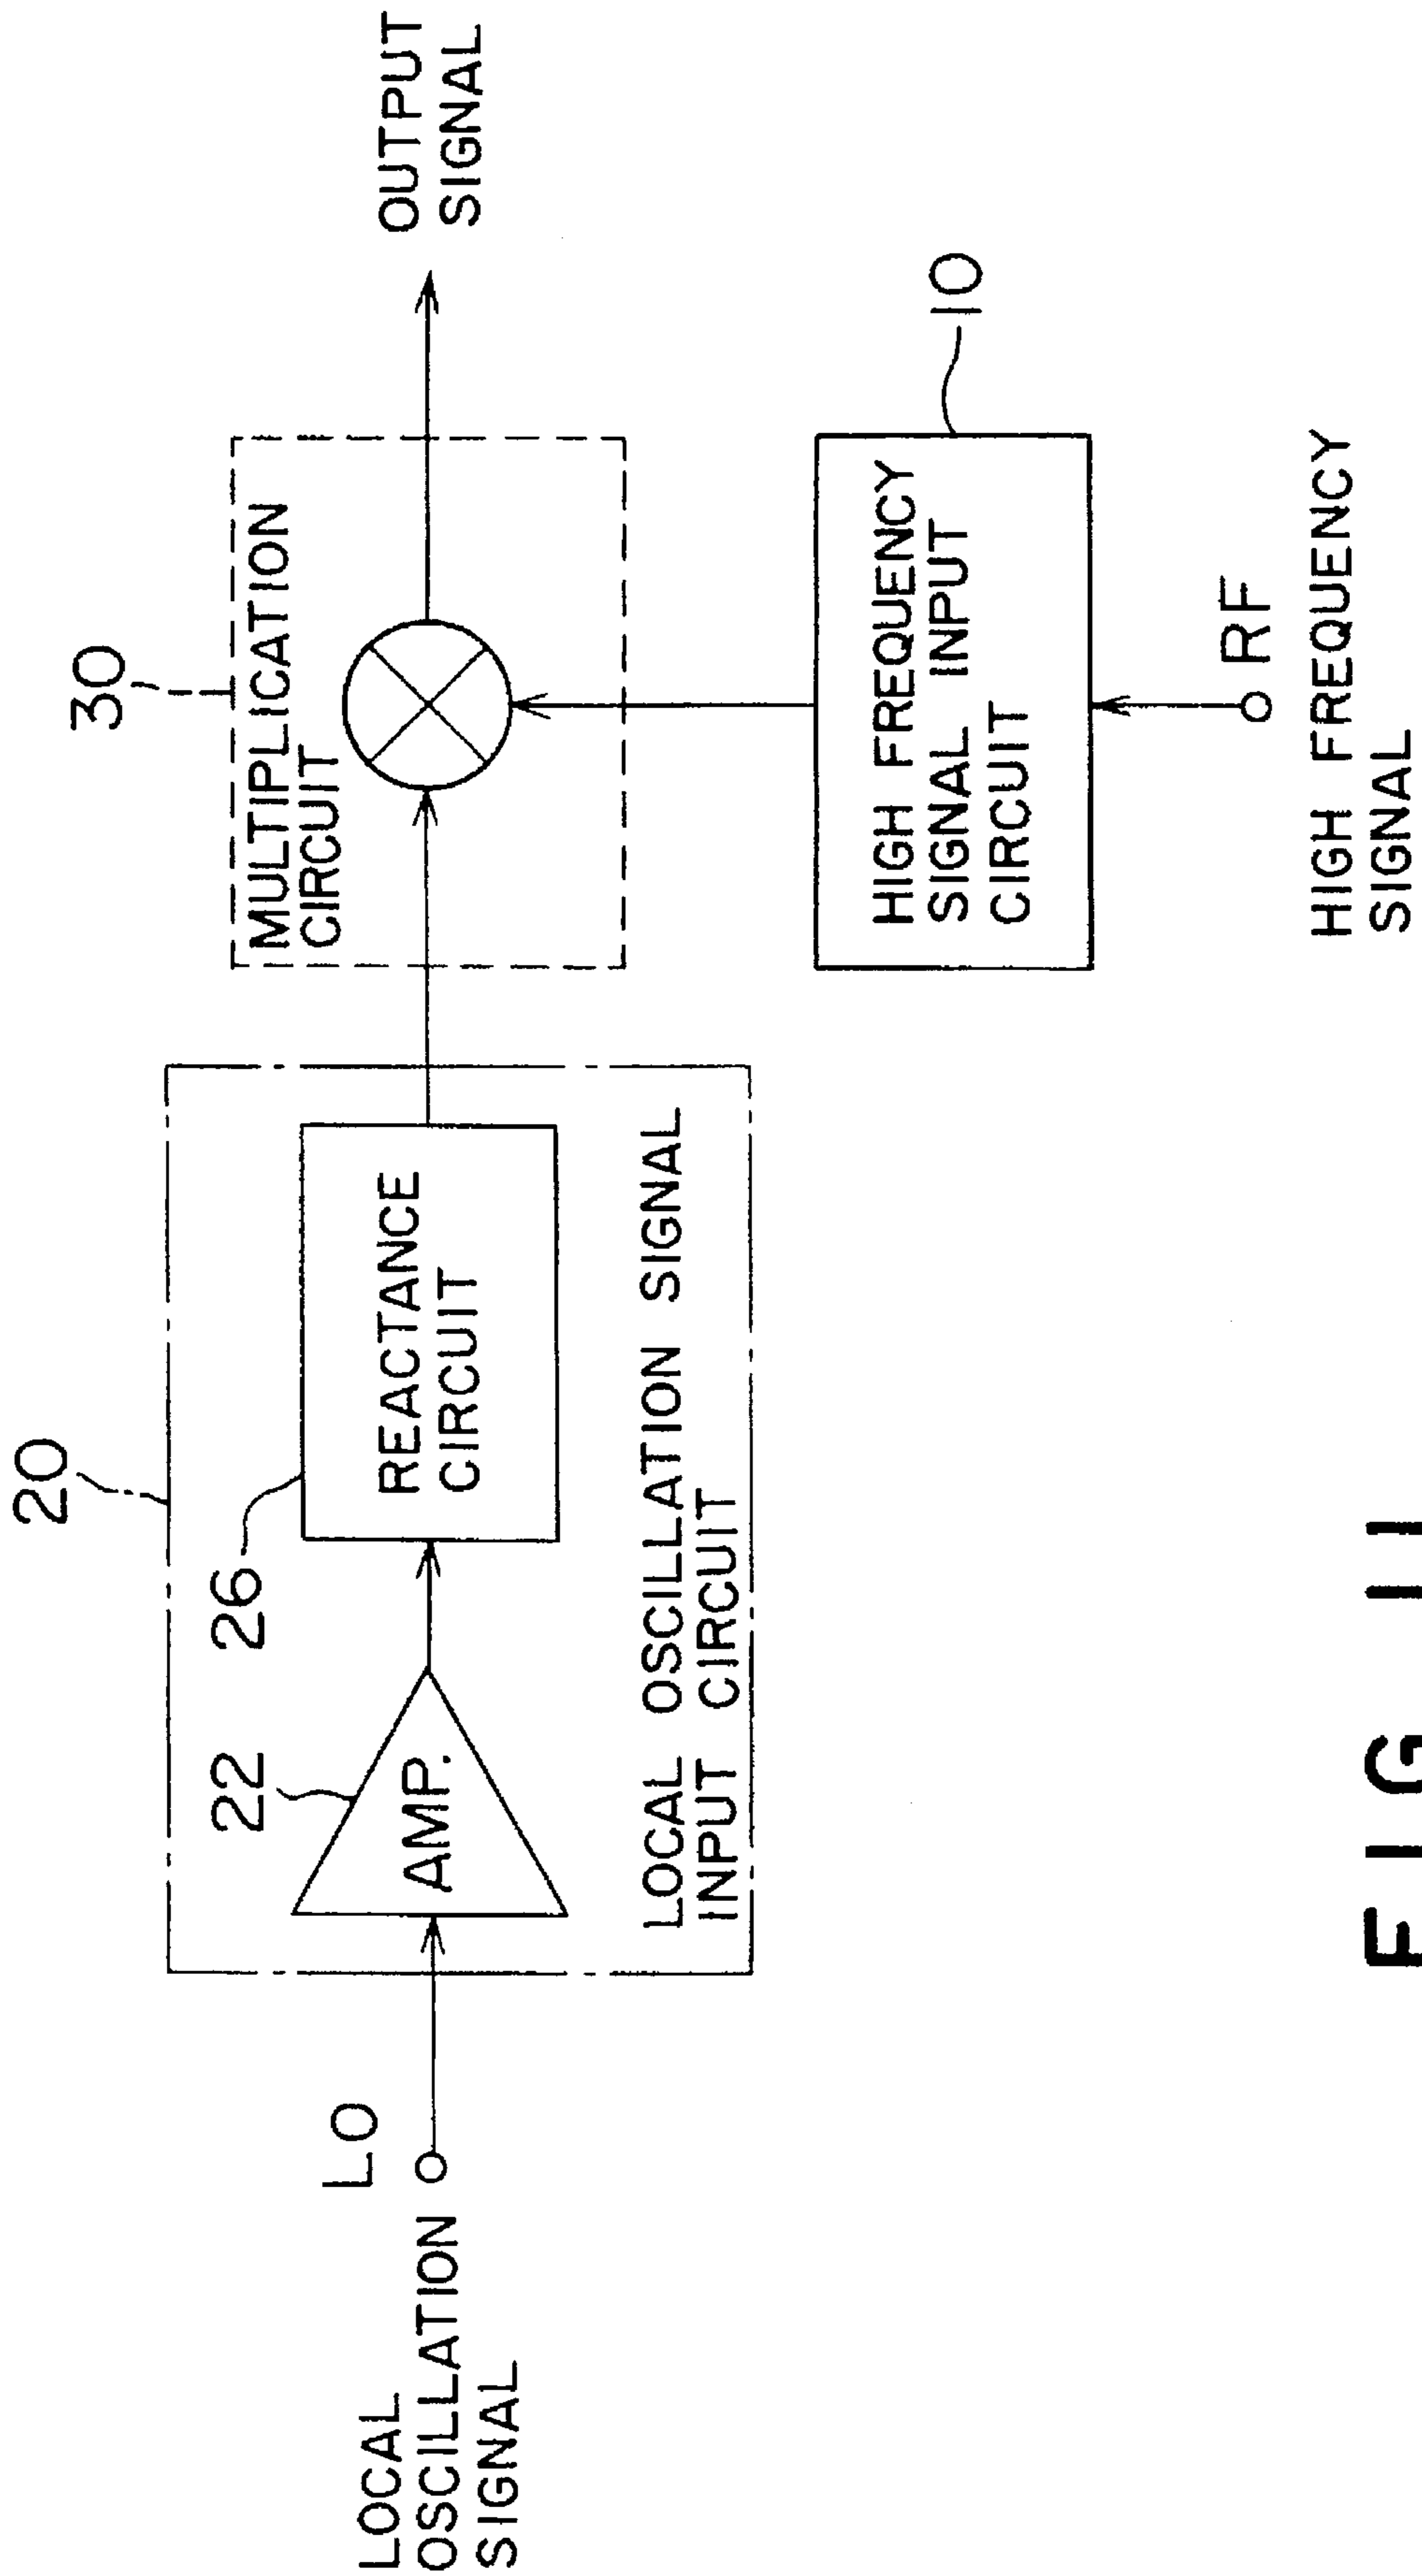 20
30
22
26
LO
LOCAL
OSCILLATION
SIGNAL
AMP.
REACTANCE
CIRCUIT
LOCAL OSCILLATION SIGNAL
INPUT CIRCUIT
MULTIPLICATION
CIRCUIT
OUTPUT
SIGNAL
HIGH FREQUENCY
SIGNAL INPUT
CIRCUIT
10
RF
HIGH FREQUENCY
SIGNAL
FIG 11